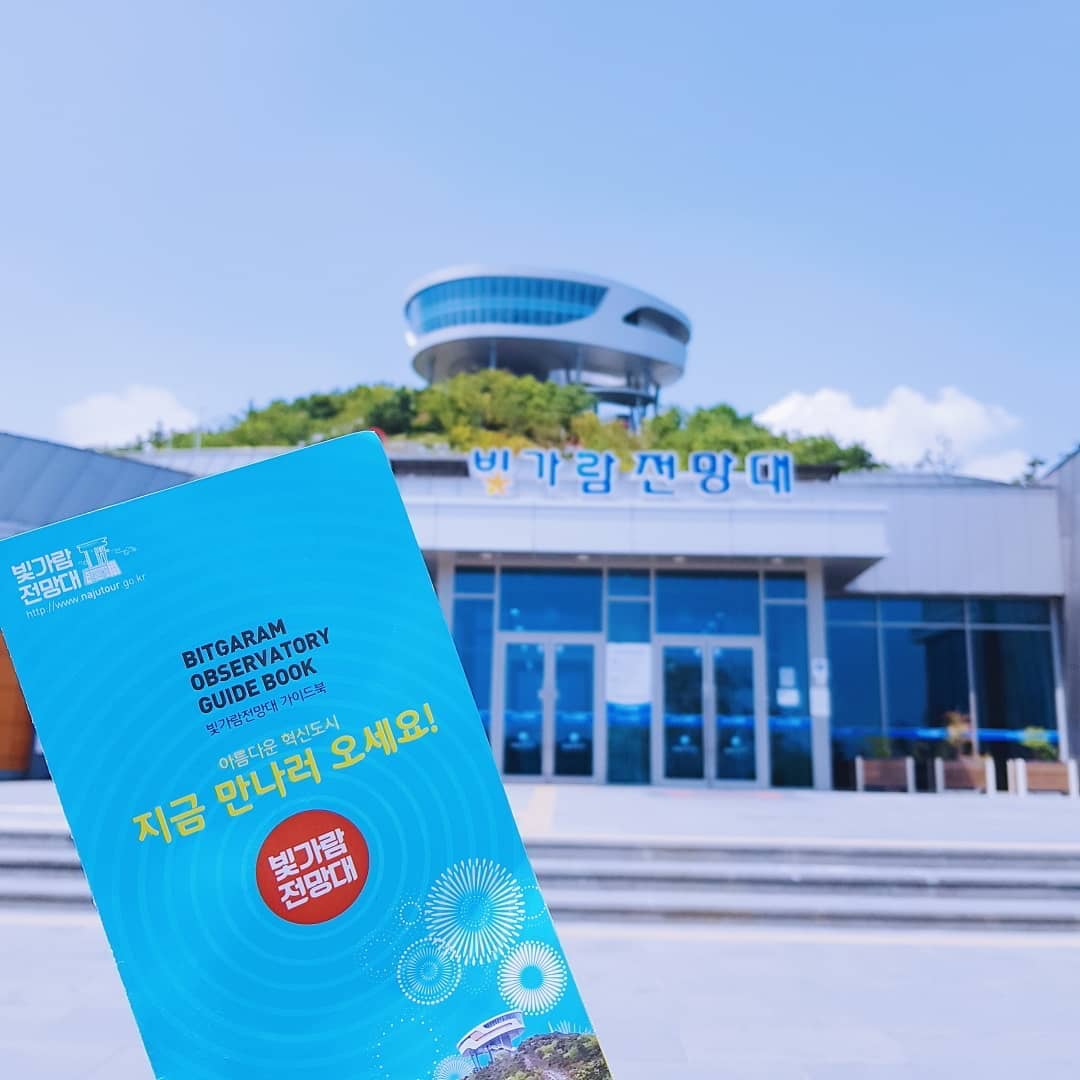 빛가람전망대
빛가람
전망대
http://www.najutour.go.kr
BITGARAM
OBSERVATORY
GUIDE BOOK
빛가람전망대 가이드북
아름다운 혁신도시
지금 만나러 오세요!
빛가람
전망대